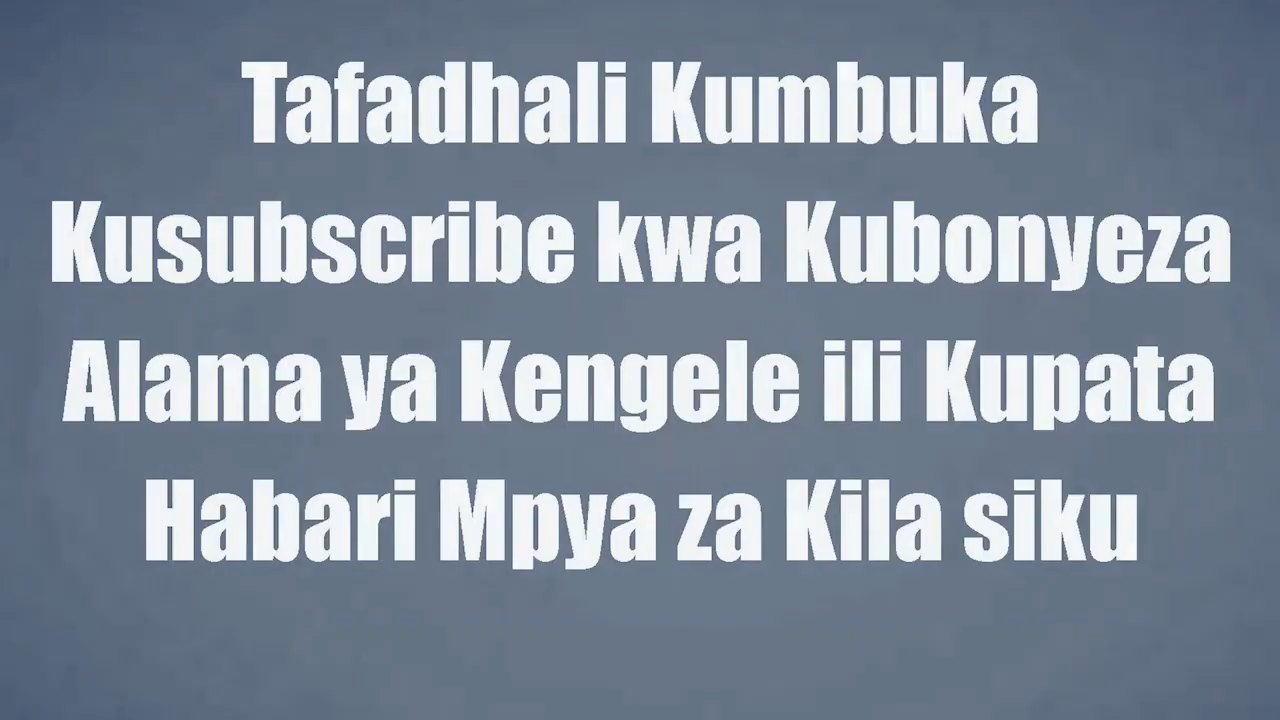 Tafadhali Kumbuka
Kusubscribe kwa Kubonyeza
Alama ya Kengele ili Kupata
Habari Mpya za Kila siku